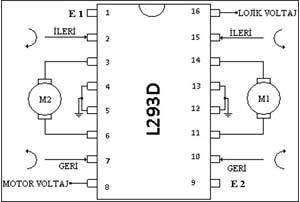 E 1 1 16 LOJİK VOLTAJ
İLERİ 2 15 İLERİ
3 14
M2 4 L293D 13 M1
5 12
6 11
GERİ 7 10 GERİ
MOTOR VOLTAJ 8 9 E 2